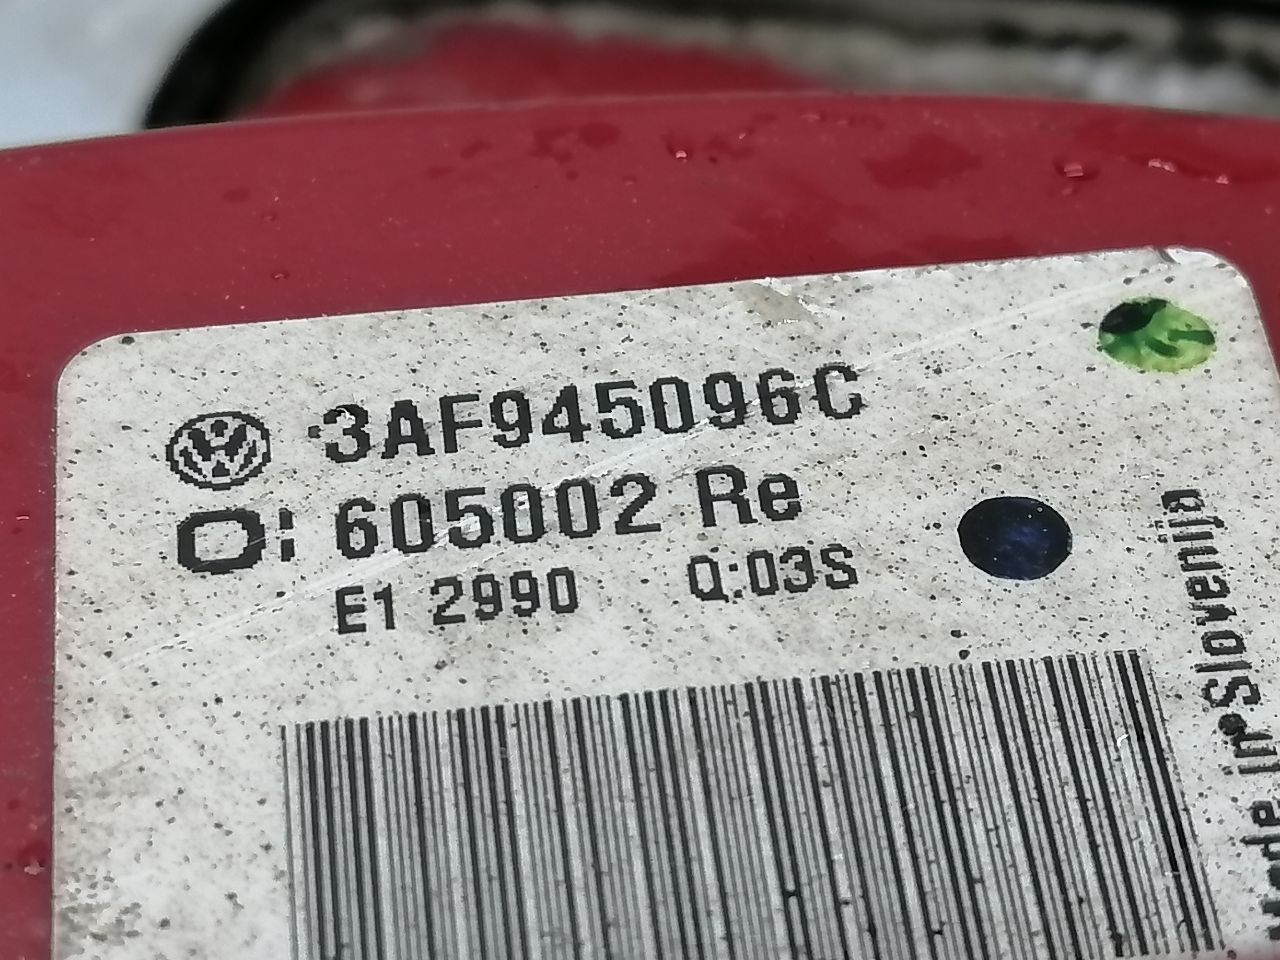 3AF945096C
605002 Re
E1 2990 Q:03S
Made in Slovenija